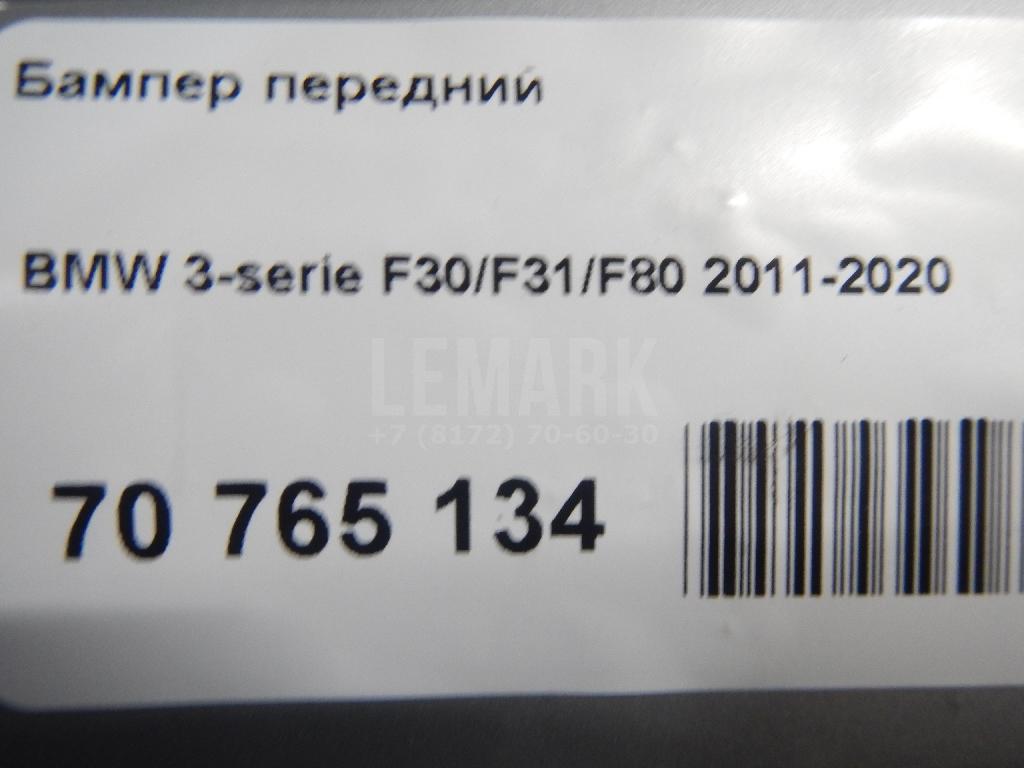 Бампер передний
BMW 3-serie F30/F31/F80 2011-2020
LEMARK
+7 (8172) 70-60-30
70 765 134